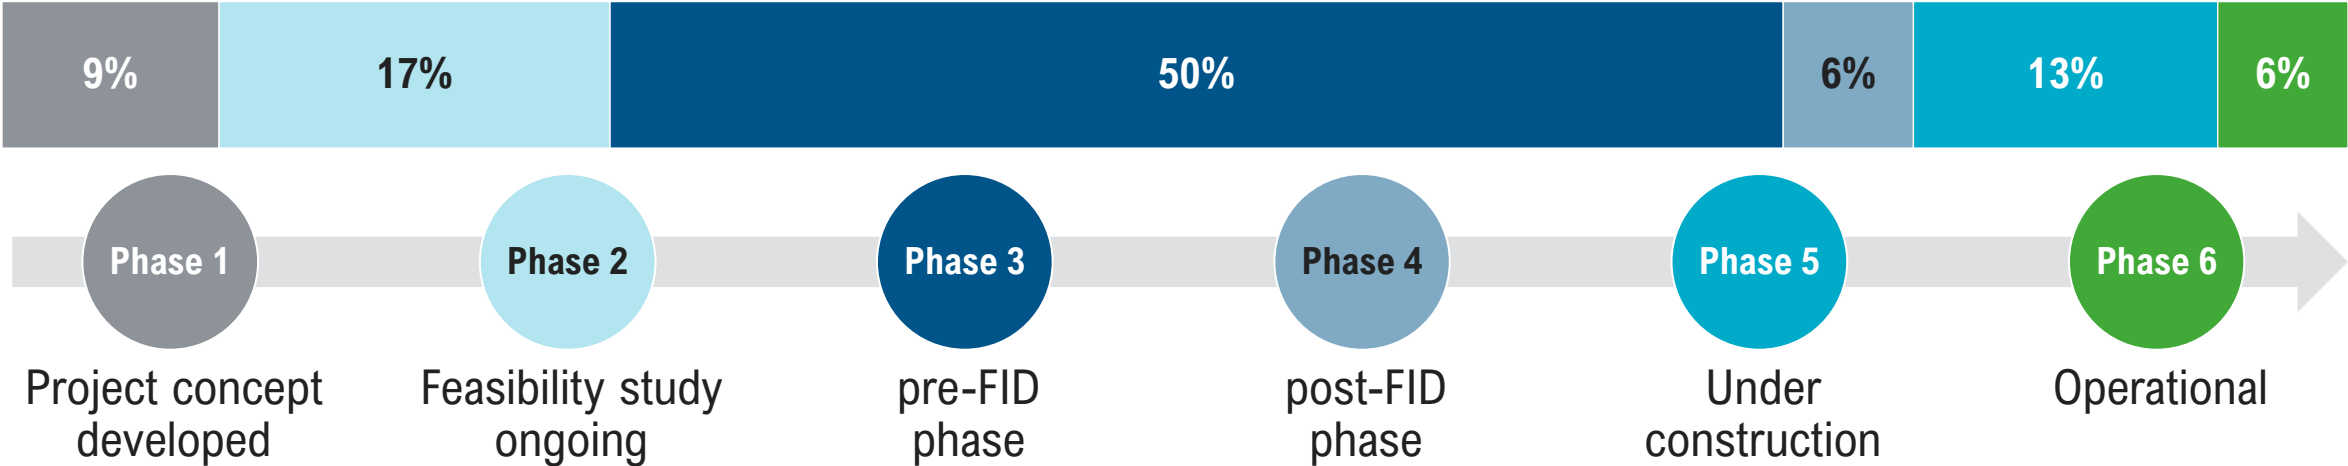 9%
17%
50%
6%
13%
6%
Phase 1
Phase 2
Phase 3
Phase 4
Phase 5
Phase 6
Project concept
developed
Feasibility study
ongoing
pre-FID
phase
post-FID
phase
Under
construction
Operational